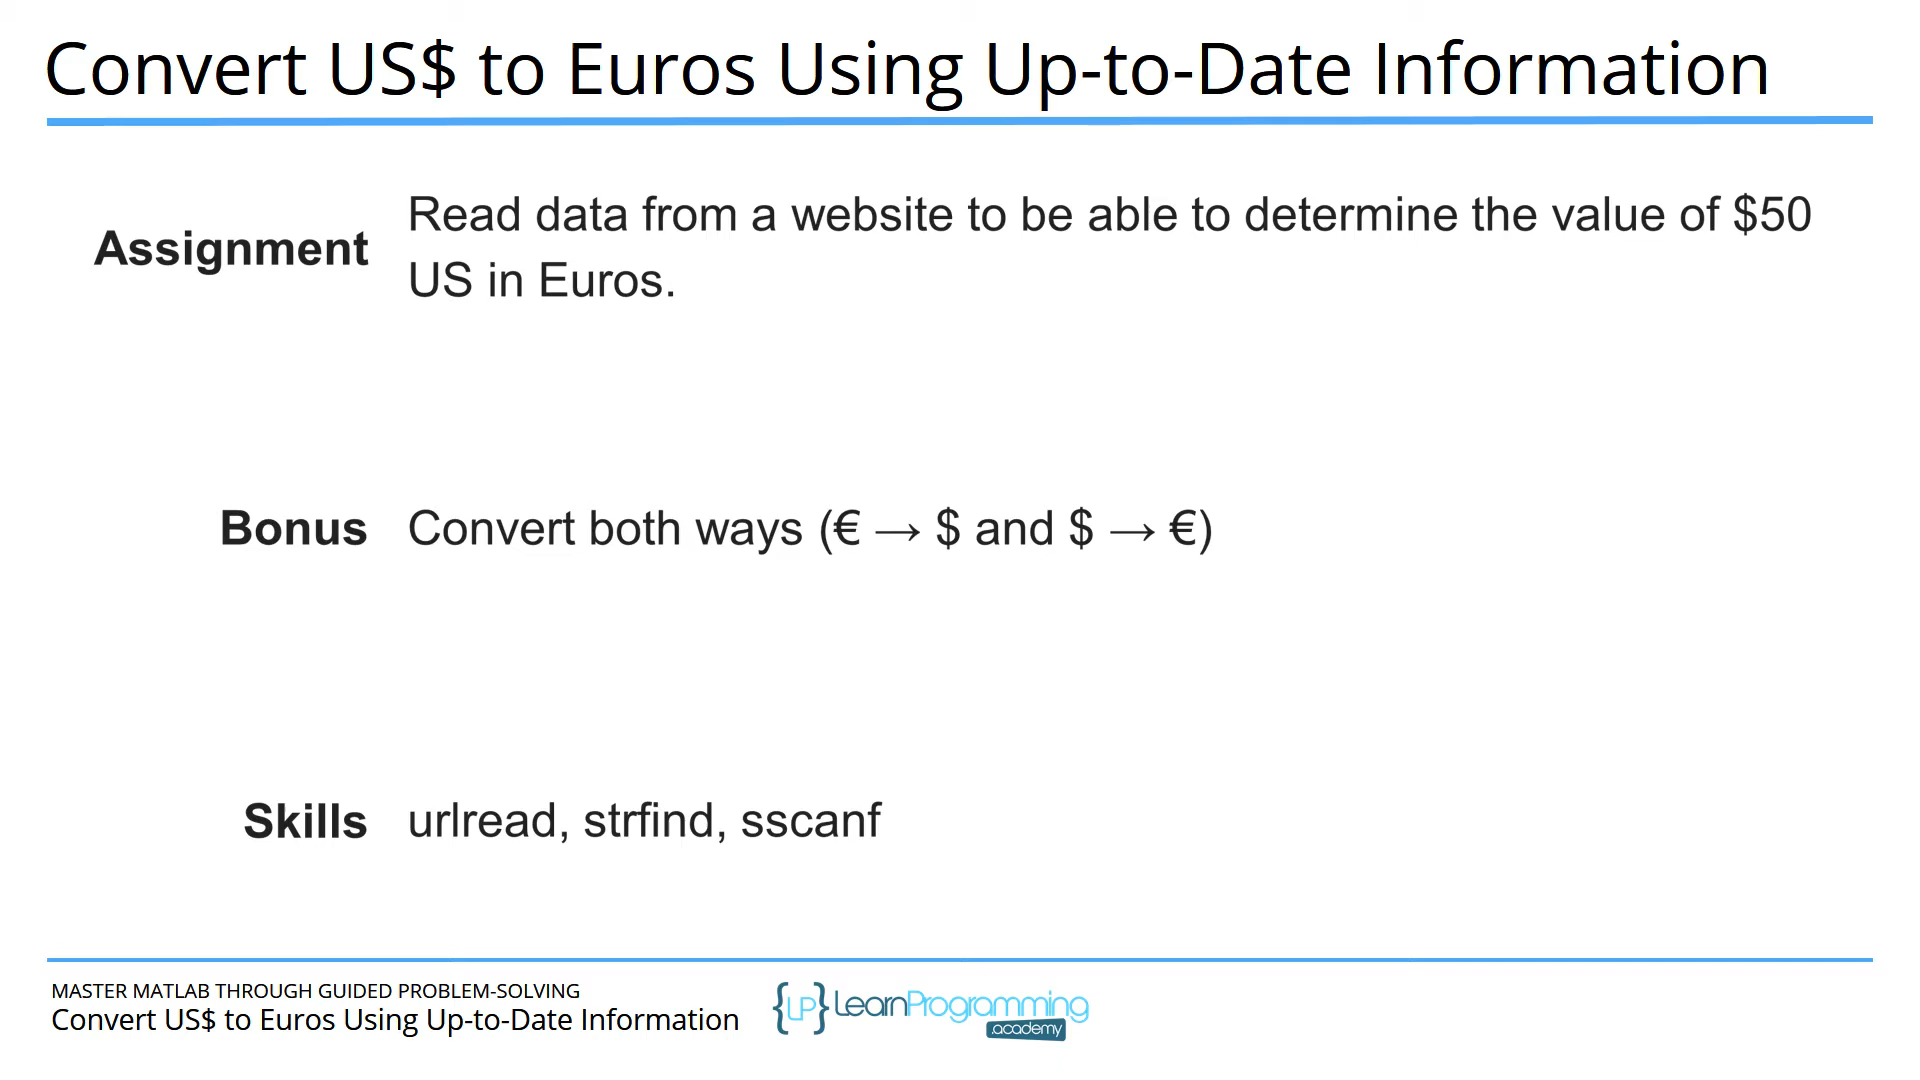 Convert US$ to Euros Using Up-to-Date Information
Assignment
Read data from a website to be able to determine the value of $50
US in Euros.
Bonus
Convert both ways (€ → $ and $ → €)
Skills
urlread, strfind, sscanf
MASTER MATLAB THROUGH GUIDED PROBLEM-SOLVING
Convert US$ to Euros Using Up-to-Date Information
{LP} LearnProgramming
.academy